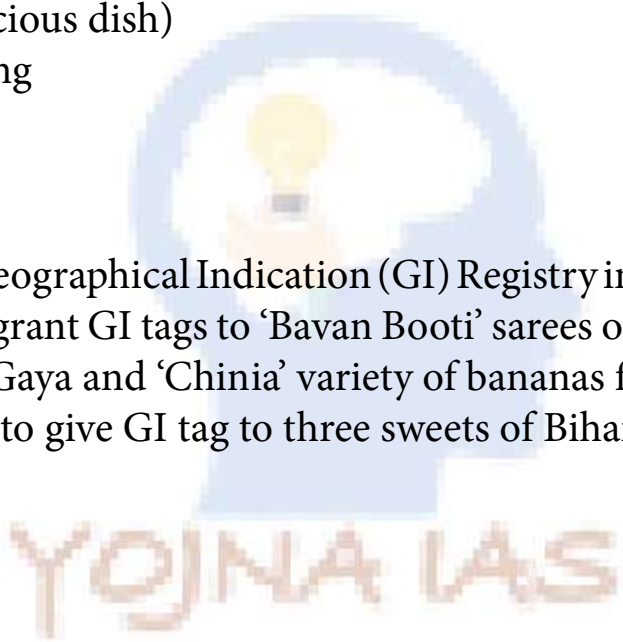 cious dish)
ng
eographical Indication (GI) Registry in
grant GI tags to ‘Bavan Booti’ sarees o
Gaya and ‘Chinia’ variety of bananas f
to give GI tag to three sweets of Biha
YOJNA IAS